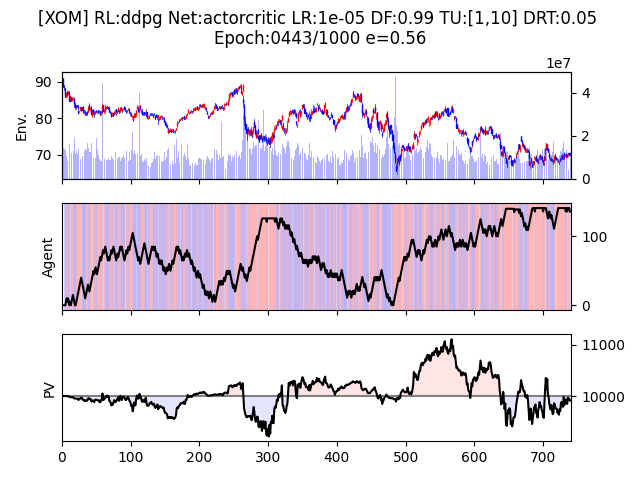 [XOM] RL:ddpg Net:actorcritic LR:1e-05 DF:0.99 TU:[1,10] DRT:0.05
Epoch:0443/1000 e=0.56
1e7
90
80
70
Env.
4
2
0
Agent
100
0
PV
11000
10000
0 100 200 300 400 500 600 700